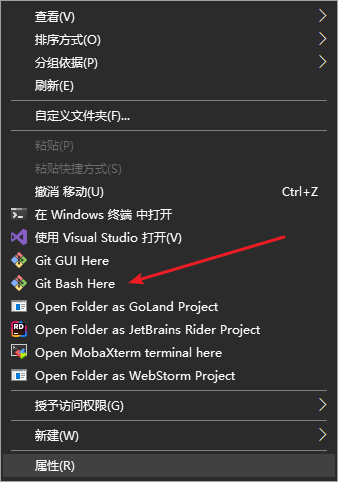 查看(V)
排序方式(O)
分组依据(P)
刷新(E)
自定义文件夹(F)...
粘贴(P)
粘贴快捷方式(S)
撤消 移动(U) Ctrl+Z
在 Windows 终端 中打开
使用 Visual Studio 打开(V)
Git GUI Here
Git Bash Here
Open Folder as GoLand Project
RD Open Folder as JetBrains Rider Project
Open MobaXterm terminal here
Open Folder as WebStorm Project
授予访问权限(G)
新建(W)
属性(R)